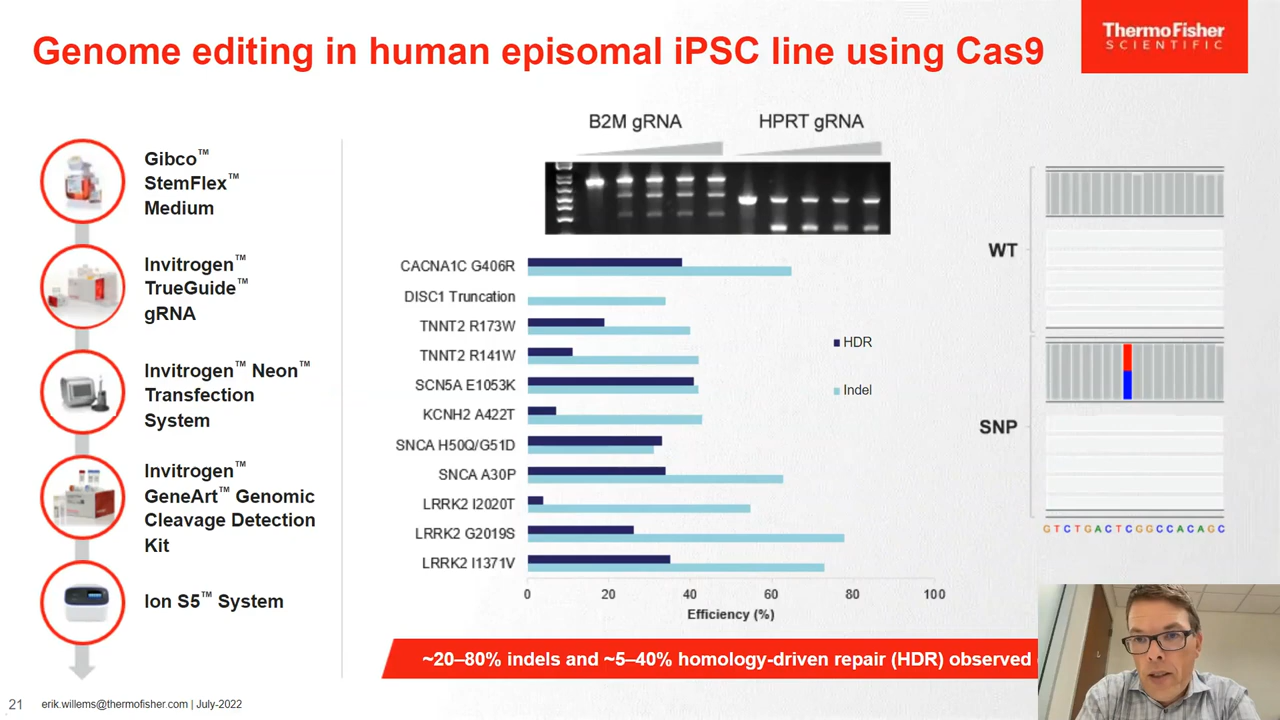 Genome editing in human episomal iPSC line using Cas9
ThermoFisher
SCIENTIFIC
Gibco™
StemFlex™
Medium
Invitrogen™
TrueGuide™
gRNA
Invitrogen™ Neon™
Transfection
System
Invitrogen™
GeneArt™ Genomic
Cleavage Detection
Kit
Ion S5™ System
B2M gRNA
HPRT gRNA
CACNA1C G406R
DISC1 Truncation
TNNT2 R173W
TNNT2 R141W
SCN5A E1053K
KCNH2 A422T
SNCA H50Q/G51D
SNCA A30P
LRRK2 I2020T
LRRK2 G2019S
LRRK2 I1371V
0 20 40 60 80 100
Efficiency (%)
HDR
Indel
WT
SNP
GTCTGACTCGGCCACAGC
~20–80% indels and ~5–40% homology-driven repair (HDR) observed
21 erik.willems@thermofisher.com | July-2022